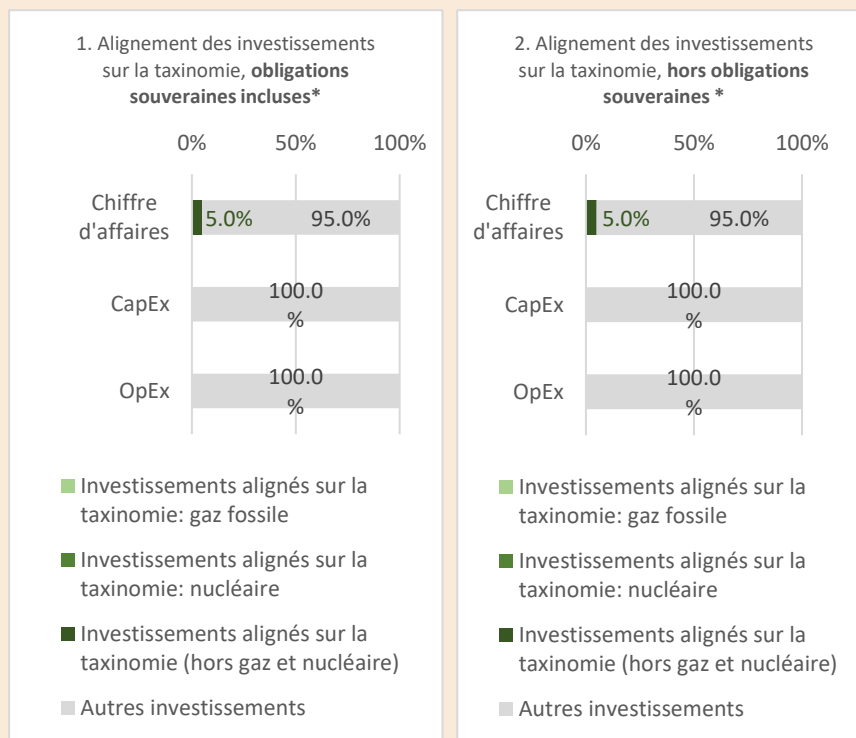 1. Alignement des investissements
sur la taxinomie, obligations
souveraines incluses*
0% 50% 100%
Chiffre
d'affaires
5.0% 95.0%
CapEx
100.0
%
OpEx
100.0
%
Investissements alignés sur la
taxinomie: gaz fossile
Investissements alignés sur la
taxinomie: nucléaire
Investissements alignés sur la
taxinomie (hors gaz et nucléaire)
Autres investissements
2. Alignement des investissements
sur la taxinomie, hors obligations
souveraines *
0% 50% 100%
Chiffre
d'affaires
5.0% 95.0%
CapEx
100.0
%
OpEx
100.0
%
Investissements alignés sur la
taxinomie: gaz fossile
Investissements alignés sur la
taxinomie: nucléaire
Investissements alignés sur la
taxinomie (hors gaz et nucléaire)
Autres investissements